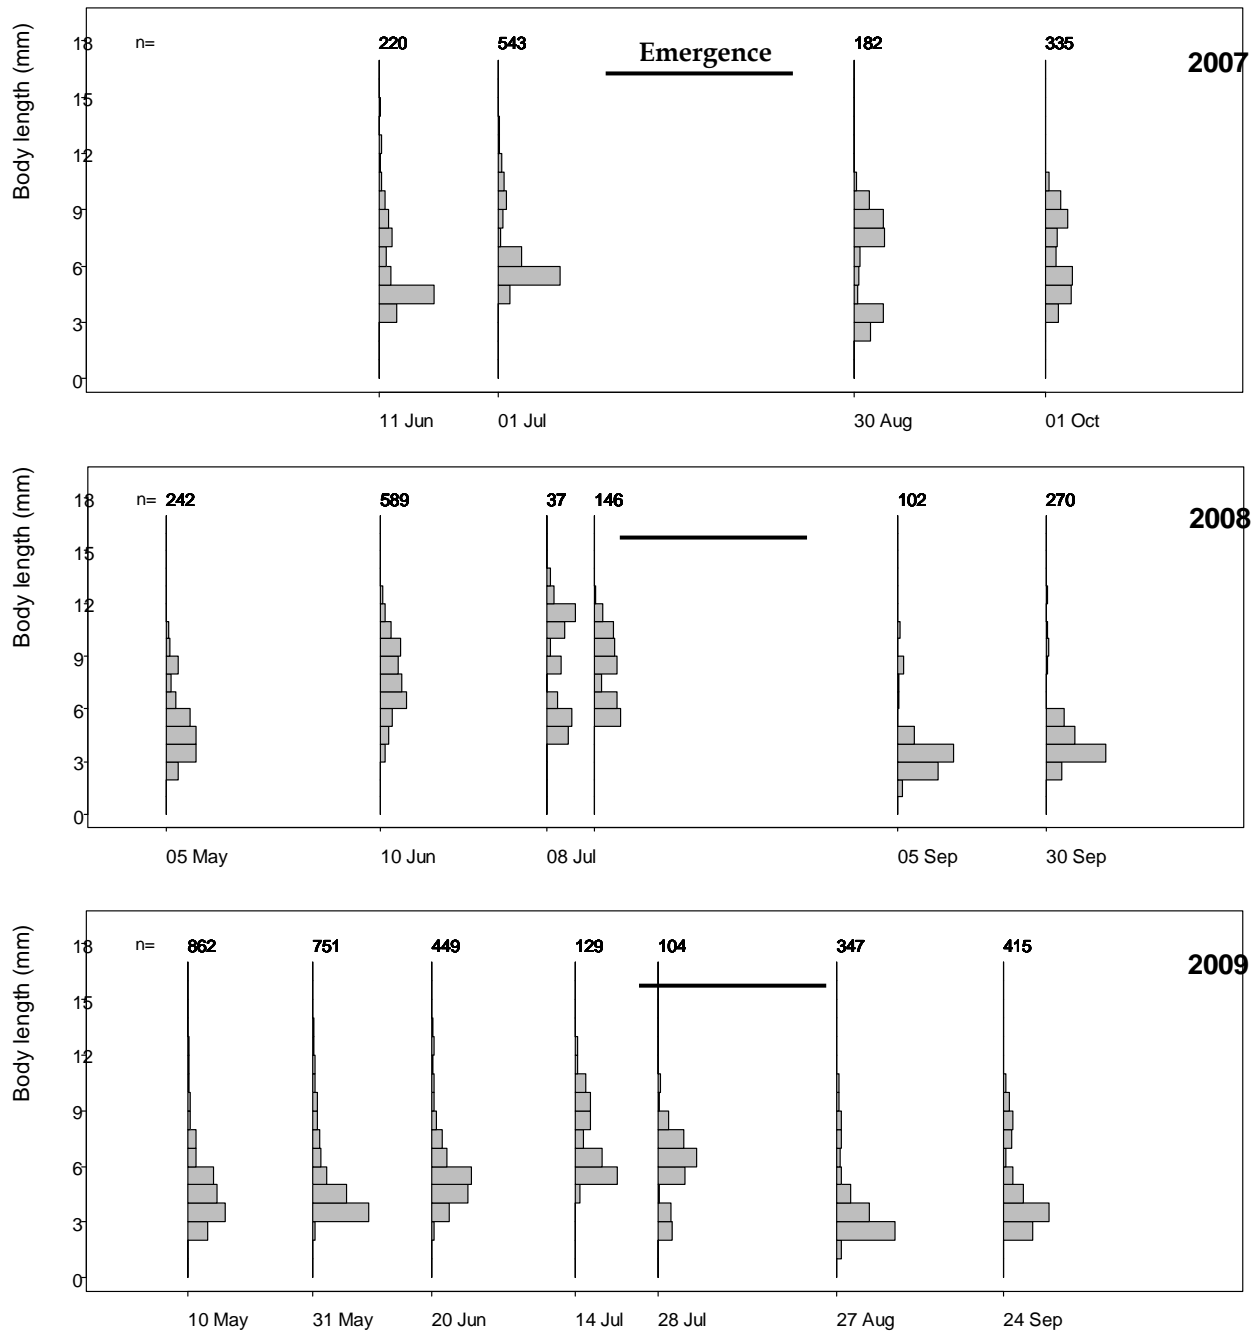 Body length (mm)
18
15
12
9
6
3
0
n= 220 543 182 335
Emergence
2007
11 Jun 01 Jul 30 Aug 01 Oct
Body length (mm)
18
15
12
9
6
3
0
n= 242 589 37 146 102 270
2008
05 May 10 Jun 08 Jul 05 Sep 30 Sep
Body length (mm)
18
15
12
9
6
3
0
n= 862 751 449 129 104 347 415
2009
10 May 31 May 20 Jun 14 Jul 28 Jul 27 Aug 24 Sep